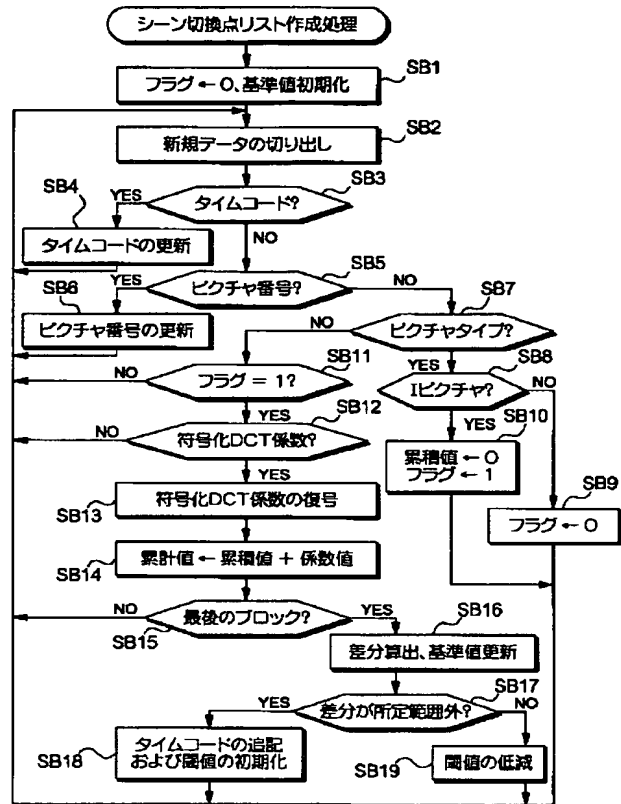 シーン切換点リスト作成処理
SB1
フラグ ← 0、基準値初期化
SB2
新規データの切り出し
SB3
タイムコード?
SB4
YES
NO
タイムコードの更新
SB5
ピクチャ番号?
SB6
YES
NO
ピクチャ番号の更新
SB7
ピクチャタイプ?
NO
YES
SB11
フラグ = 1?
NO
YES
SB8
Iピクチャ?
NO
YES
SB10
累積値 ← 0
フラグ ← 1
SB9
フラグ ← 0
SB12
符号化DCT係数?
NO
YES
符号化DCT係数の復号
SB13
累計値 ← 累積値 + 係数値
SB14
最後のブロック?
NO
YES
SB15
SB16
差分算出、基準値更新
SB17
差分が所定範囲外?
YES
NO
タイムコードの追記
および閾値の初期化
SB18
閾値の低減
SB19